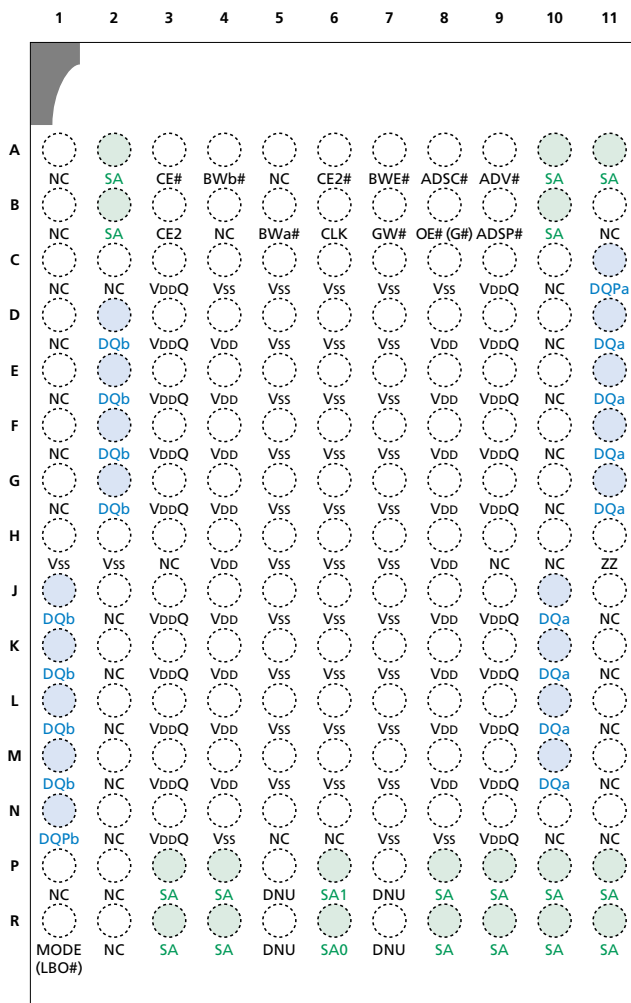 1 2 3 4 5 6 7 8 9 10 11
A
NC SA CE# BWb# NC CE2# BWE# ADSC# ADV# SA SA
B
NC SA CE2 NC BWa# CLK GW# OE# (G#) ADSP# SA NC
C
NC NC VDDQ VSS VSS VSS VSS VSS VDDQ NC DQPa
D
NC DQb VDDQ VDD VSS VSS VSS VDD VDDQ NC DQa
E
NC DQb VDDQ VDD VSS VSS VSS VDD VDDQ NC DQa
F
NC DQb VDDQ VDD VSS VSS VSS VDD VDDQ NC DQa
G
NC DQb VDDQ VDD VSS VSS VSS VDD VDDQ NC DQa
H
VSS VSS NC VDD VSS VSS VSS VDD NC NC ZZ
J
DQb NC VDDQ VDD VSS VSS VSS VDD VDDQ DQa NC
K
DQb NC VDDQ VDD VSS VSS VSS VDD VDDQ DQa NC
L
DQb NC VDDQ VDD VSS VSS VSS VDD VDDQ DQa NC
M
DQb NC VDDQ VDD VSS VSS VSS VDD VDDQ DQa NC
N
DQPb NC VDDQ VSS NC NC VSS VSS VDDQ NC NC
P
NC NC SA SA DNU SA1 DNU SA SA SA SA
R
MODE NC SA SA DNU SA0 DNU SA SA SA SA
(LBO#)